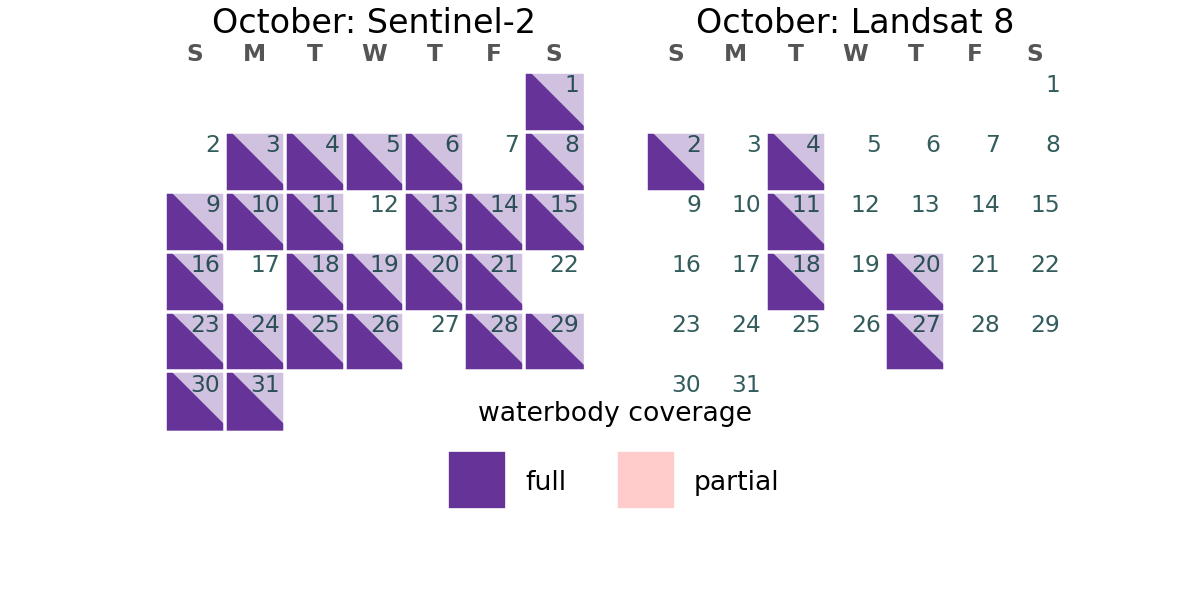 October: Sentinel-2
S M T W T F S
1
2 3 4 5 6 7 8
9 10 11 12 13 14 15
16 17 18 19 20 21 22
23 24 25 26 27 28 29
30 31
October: Landsat 8
S M T W T F S
1
2 3 4 5 6 7 8
9 10 11 12 13 14 15
16 17 18 19 20 21 22
23 24 25 26 27 28 29
30 31
waterbody coverage
full partial